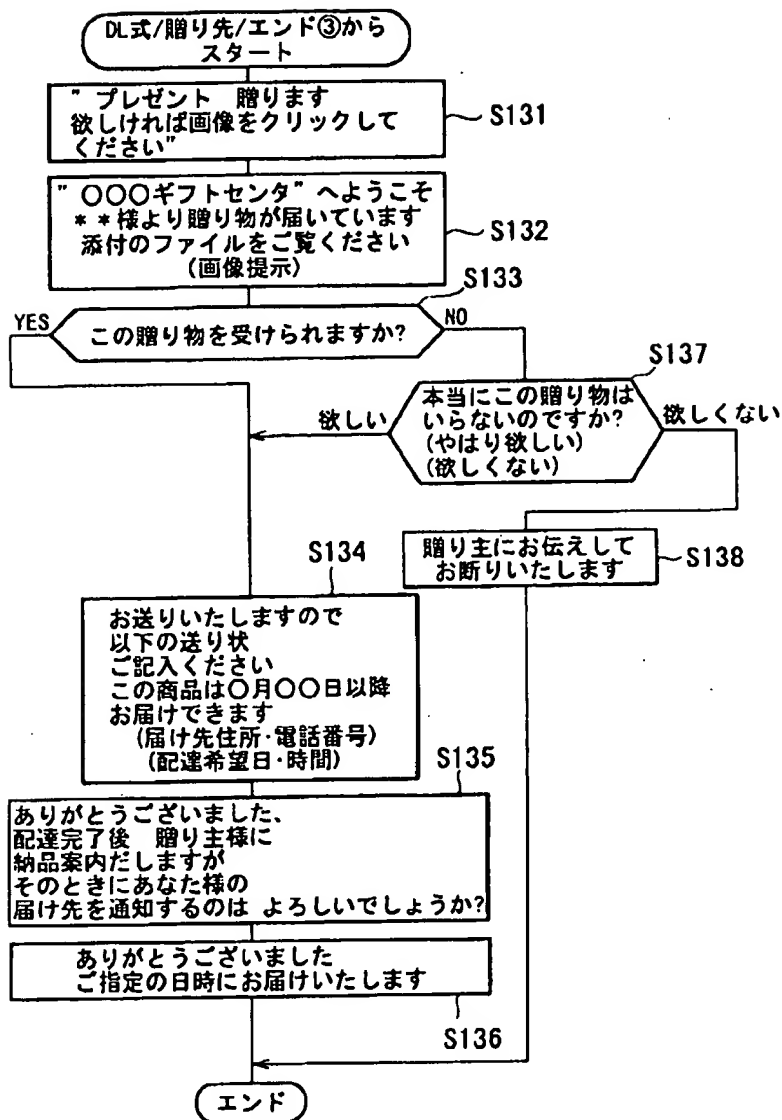 DL式/贈り先/エンド③から
スタート
" プレゼント 贈ります
欲しければ画像をクリックして
ください"
S131
" 〇〇〇ギフトセンタ" へようこそ
**様より贈り物が届いています
添付のファイルをご覧ください
(画像提示)
S132
S133
YES
この贈り物を受けられますか?
NO
S137
本当にこの贈り物は
いらないのですか?
(やはり欲しい)
(欲しくない)
欲しい
欲しくない
贈り主にお伝えして
お断りいたします
S138
S134
お送りいたしますので
以下の送り状
ご記入ください
この商品は〇月〇〇日以降
お届けできます
(届け先住所・電話番号)
(配達希望日・時間)
S135
ありがとうございました、
配達完了後 贈り主様に
納品案内だしますが
そのときにあなた様の
届け先を通知するのは よろしいでしょうか?
ありがとうございました
ご指定の日時にお届けいたします
S136
エンド